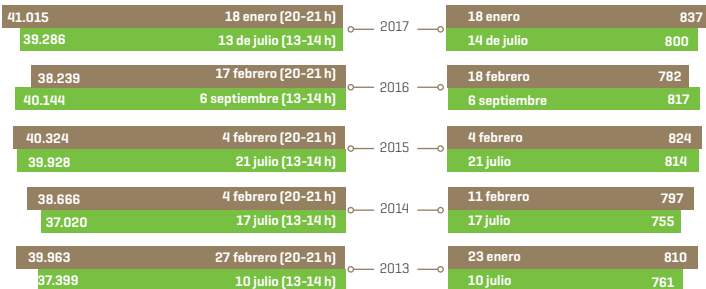 41.015 18 enero (20-21 h) 2017 18 enero 837
39.286 13 de julio (13-14 h) 14 de julio 800
38.239 17 febrero (20-21 h) 2016 18 febrero 782
40.144 6 septiembre (13-14 h) 6 septiembre 817
40.324 4 febrero (20-21 h) 2015 4 febrero 824
39.928 21 julio (13-14 h) 21 julio 814
38.666 4 febrero (20-21 h) 2014 11 febrero 797
37.020 17 julio (13-14 h) 17 julio 755
39.963 27 febrero (20-21 h) 2013 23 enero 810
37.399 10 julio (13-14 h) 10 julio 761